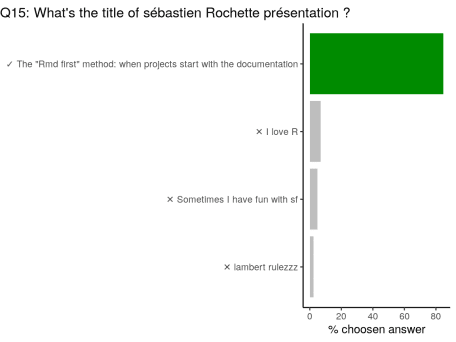 Q15: What's the title of sébastien Rochette présentation ?
✓ The "Rmd first" method: when projects start with the documentation
✕ I love R
✕ Sometimes I have fun with sf
✕ lambert rulezzz
0 20 40 60 80
% choosen answer